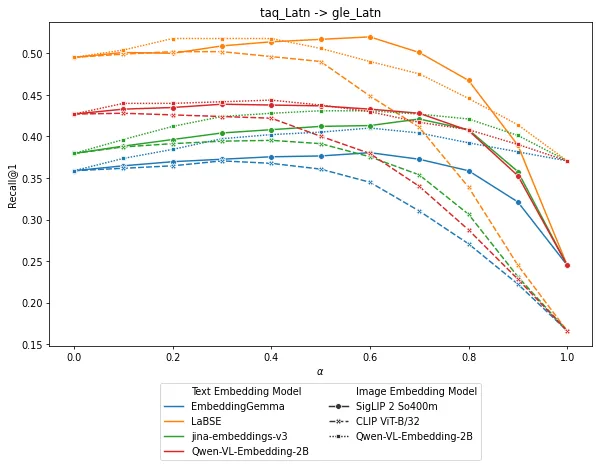 taq_Latn -> gle_Latn
Recall@1
0.50
0.45
0.40
0.35
0.30
0.25
0.20
0.15
0.0 0.2 0.4 0.6 0.8 1.0
α
Text Embedding Model
EmbeddingGemma
LaBSE
jina-embeddings-v3
Qwen-VL-Embedding-2B
Image Embedding Model
SigLIP 2 So400m
CLIP ViT-B/32
Qwen-VL-Embedding-2B